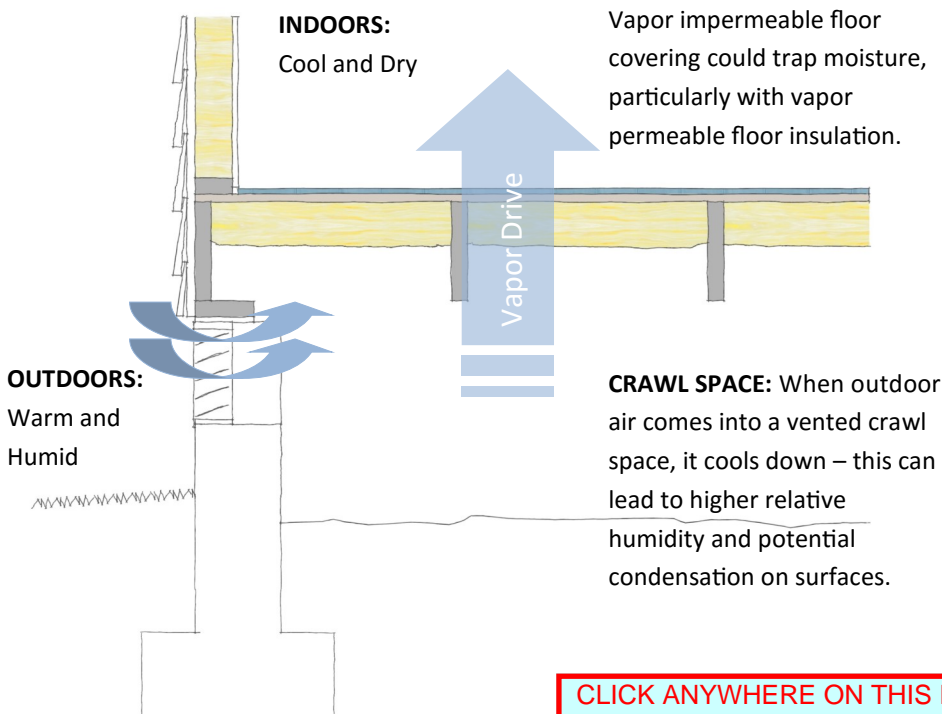 INDOORS:
Cool and Dry
Vapor impermeable floor
covering could trap moisture,
particularly with vapor
permeable floor insulation.
Vapor Drive
OUTDOORS:
Warm and
Humid
CRAWL SPACE: When outdoor
air comes into a vented crawl
space, it cools down – this can
lead to higher relative
humidity and potential
condensation on surfaces.
CLICK ANYWHERE ON THIS